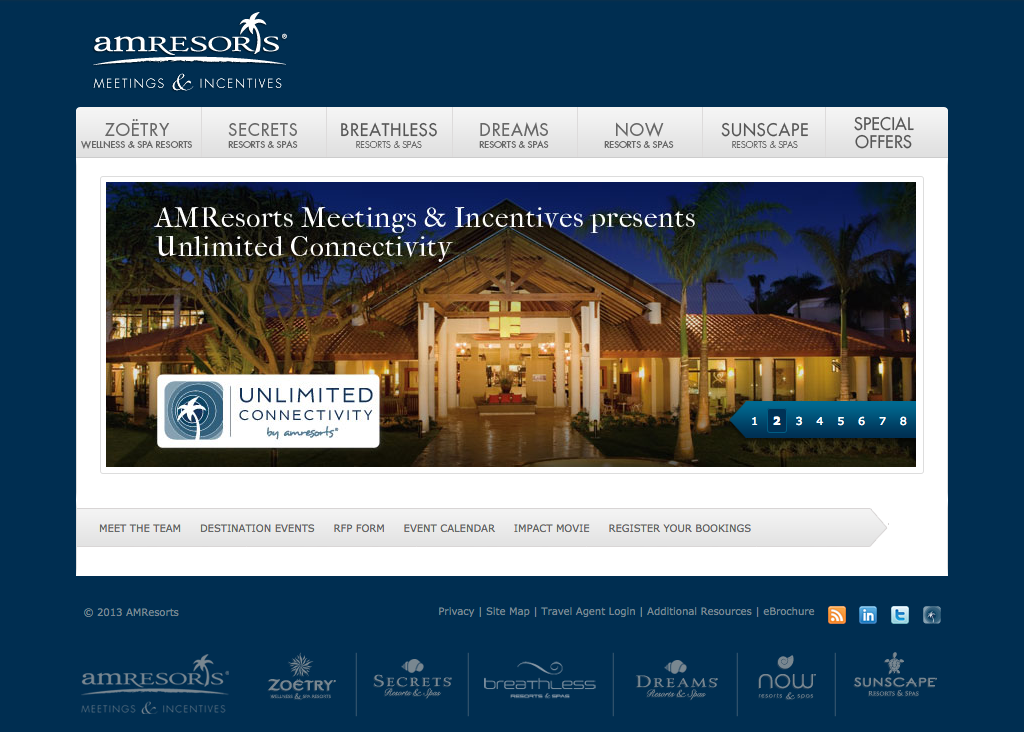 amRESORTS®
MEETINGS & INCENTIVES
ZOËTRY
WELLNESS & SPA RESORTS
SECRETS
RESORTS & SPAS
BREATHLESS
RESORTS & SPAS
DREAMS
RESORTS & SPAS
NOW
RESORTS & SPAS
SUNSCAPE
RESORTS & SPAS
SPECIAL
OFFERS
AMResorts Meetings & Incentives presents
Unlimited Connectivity
UNLIMITED
CONNECTIVITY
by amresorts®
1 2 3 4 5 6 7 8
MEET THE TEAM DESTINATION EVENTS RFP FORM EVENT CALENDAR IMPACT MOVIE REGISTER YOUR BOOKINGS
© 2013 AMResorts
Privacy | Site Map | Travel Agent Login | Additional Resources | eBrochure
in
t
amRESORTS®
MEETINGS & INCENTIVES
ZOËTRY
WELLNESS & SPA RESORTS
SECRETS
Resorts & Spas
breathless
RESORTS & SPAS
DREAMS
Resorts & Spas
now
resorts & spas
SUNSCAPE
RESORTS & SPAS